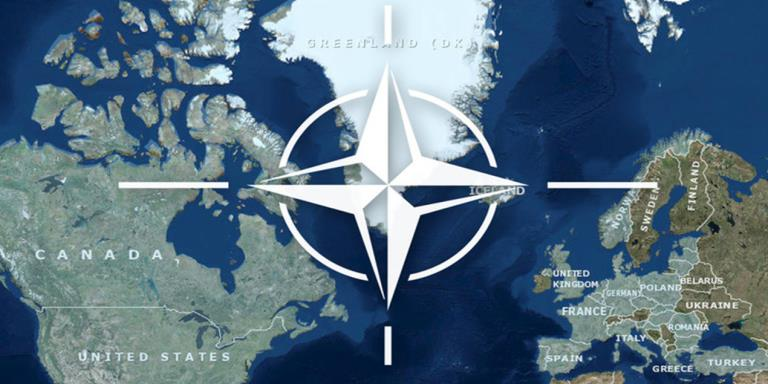 GREENLAND (DK)
ICELAND
NORWAY
SWEDEN
FINLAND
CANADA
UNITED
KINGDOM
GERMANY
POLAND
BELARUS
UKRAINE
FRANCE
ROMANIA
ITALY
UNITED STATES
SPAIN
GREECE
TURKEY